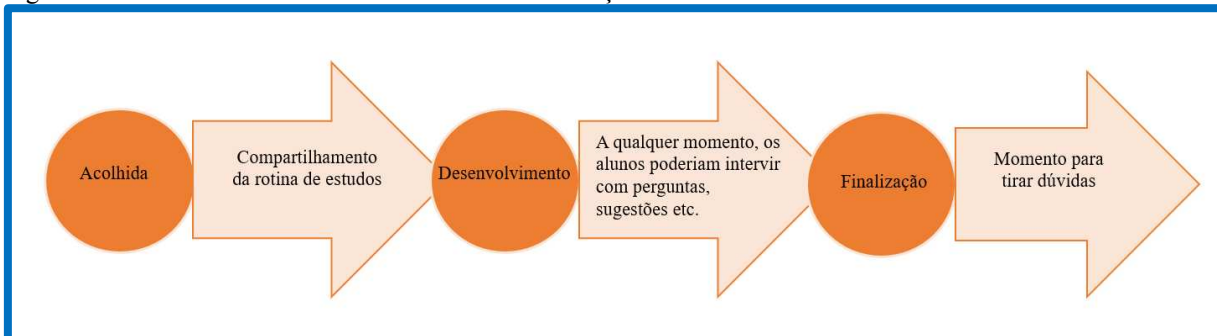 Acolhida
Compartilhamento
da rotina de estudos
Desenvolvimento
A qualquer momento, os
alunos poderiam intervir
com perguntas,
sugestões etc.
Finalização
Momento para
tirar dúvidas